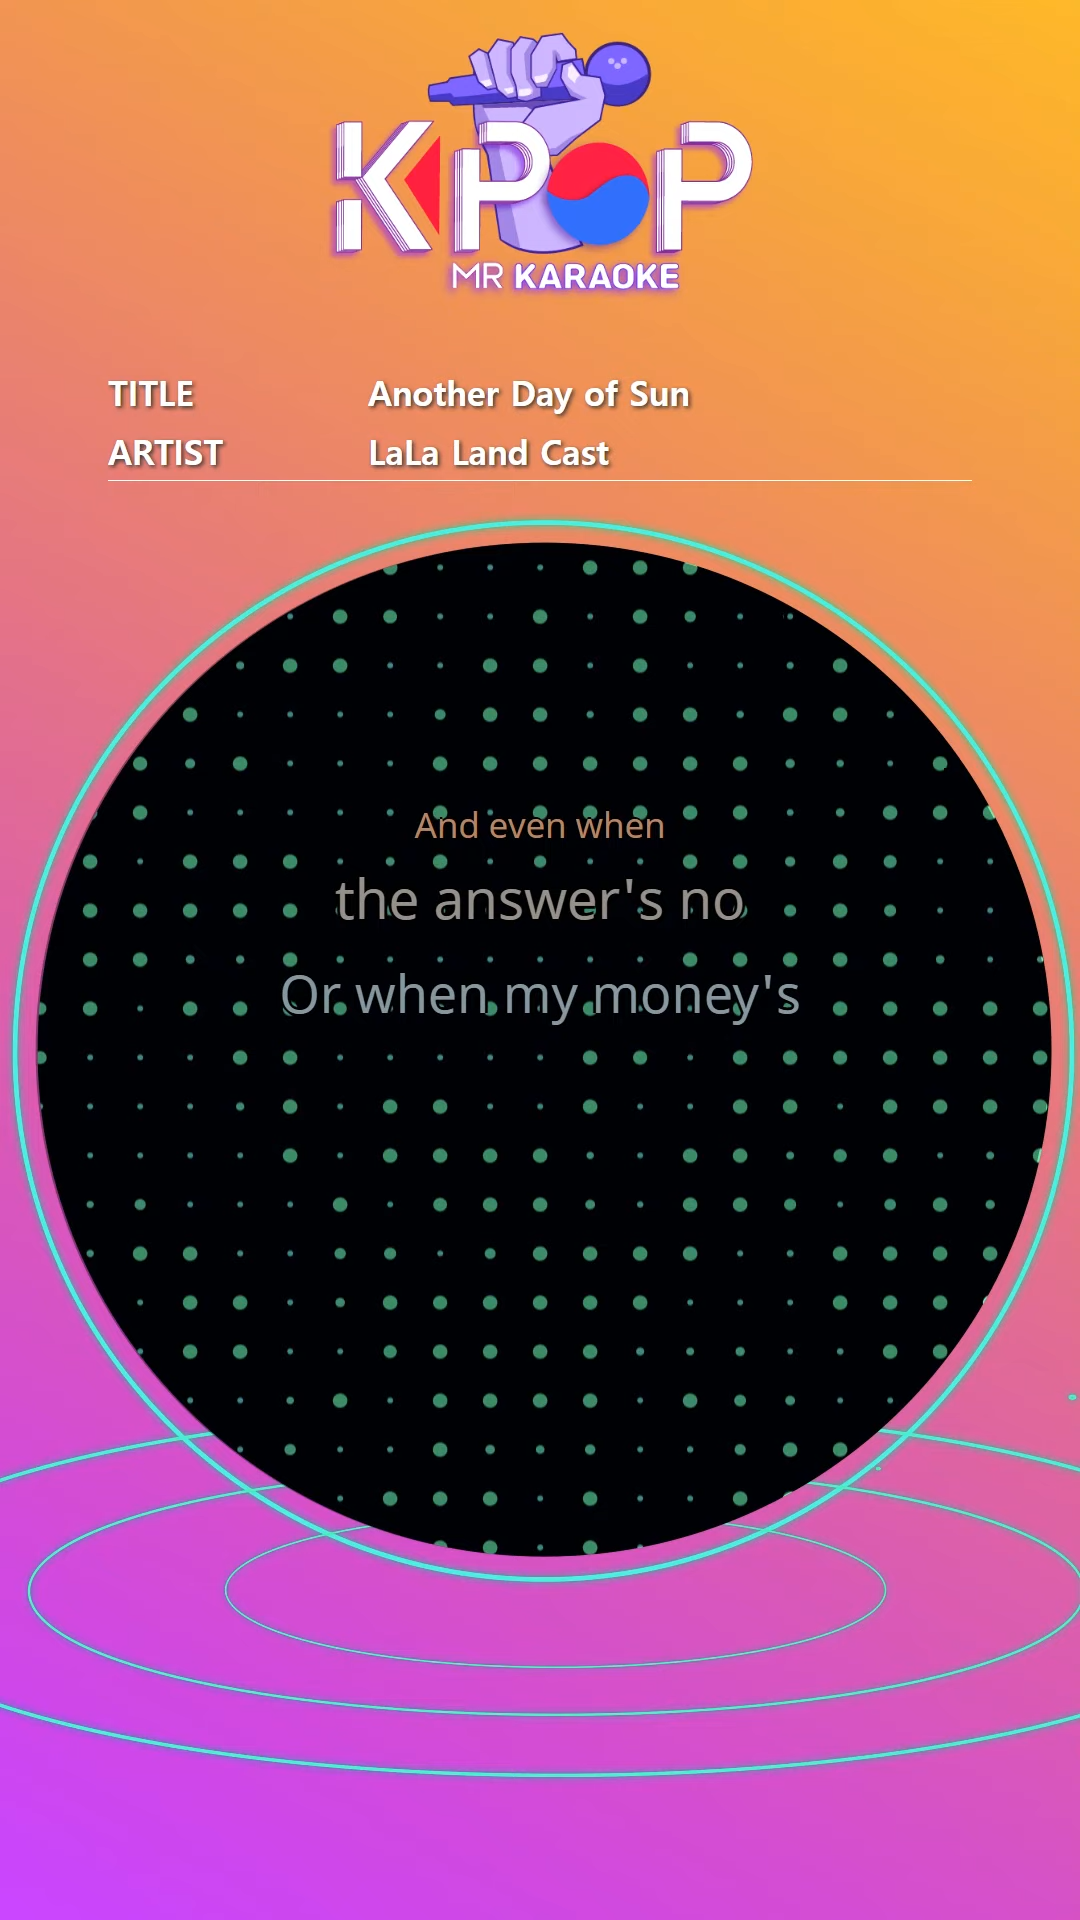 KPOP
MR KARAOKE
TITLE Another Day of Sun
ARTIST LaLa Land Cast
And even when
the answer's no
Or when my money's